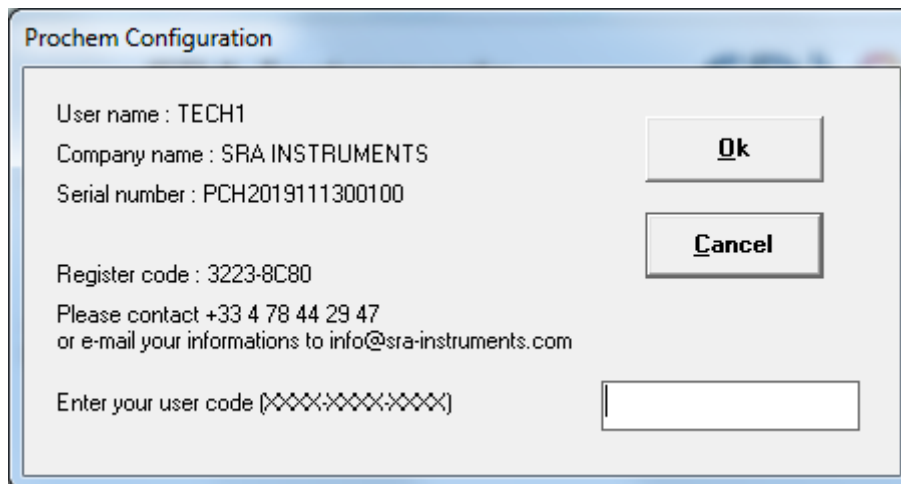 Prochem Configuration
User name : TECH1
Company name : SRA INSTRUMENTS
Serial number : PCH2019111300100
Ok
Cancel
Register code : 3223-8C80
Please contact +33 4 78 44 29 47
or e-mail your informations to info@sra-instruments.com
Enter your user code (XXXX-XXXX-XXXX)